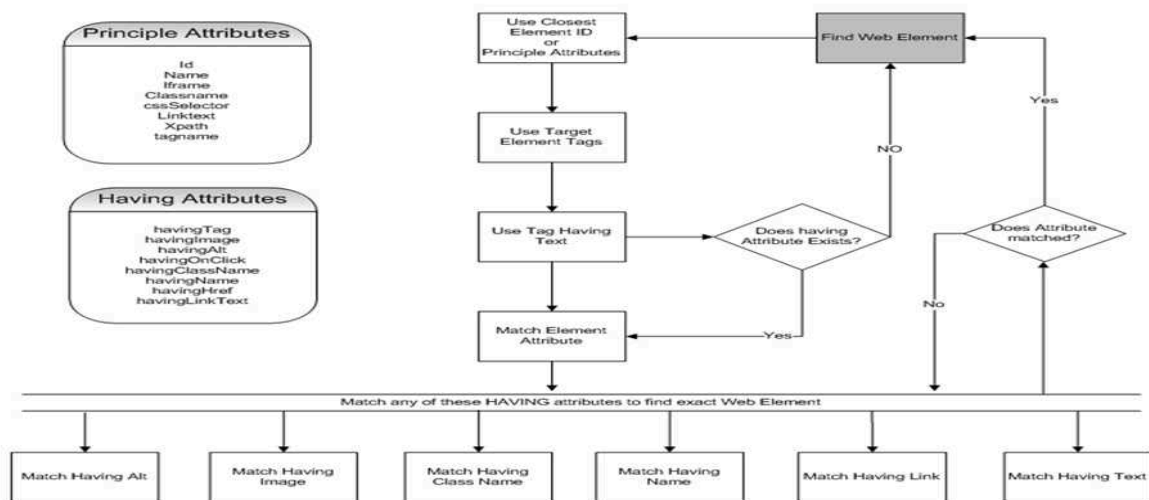 Principle Attributes
Id
Name
Iframe
Classname
cssSelector
Linktext
Xpath
tagname
Having Attributes
havingTag
havingImage
havingAlt
havingOnClick
havingClassName
havingName
havingHref
havingLinkText
Use Closest
Element ID
or
Principle Attributes
Find Web Element
Use Target
Element Tags
Use Tag Having
Text
Does having
Attribute Exists?
NO
Yes
Does Attribute
matched?
Yes
No
Match Element
Attribute
Match any of these HAVING attributes to find exact Web Element
Match Having Alt
Match Having
Image
Match Having
Class Name
Match Having
Name
Match Having Link
Match Having Text